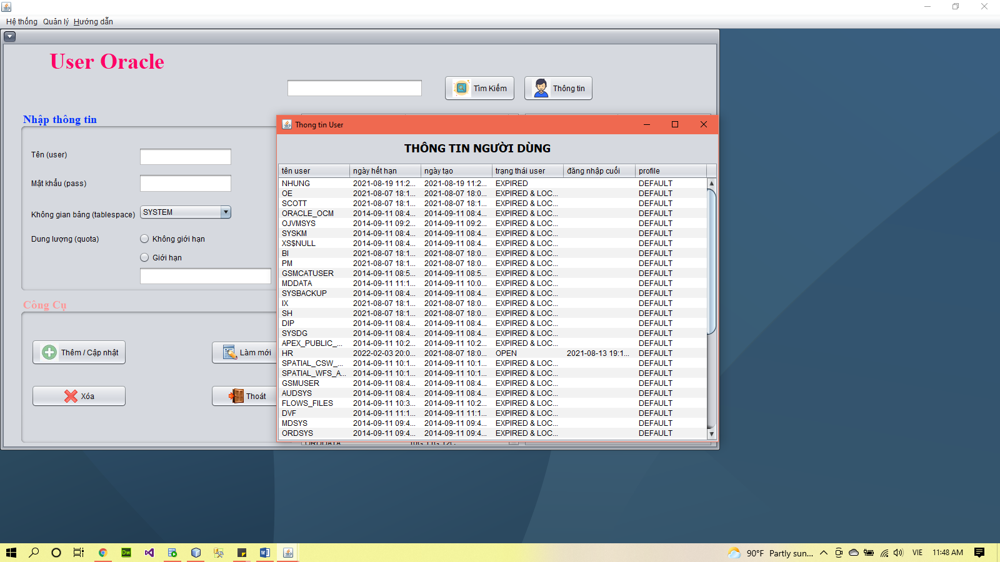 Hệ thống Quản lý Hướng dẫn
User Oracle
Tìm Kiếm Thông tin
Nhập thông tin
Tên (user)
Mật khẩu (pass)
Không gian bảng (tablespace) SYSTEM
Dung lượng (quota) Không giới hạn
Giới hạn
Công Cụ
Thêm / Cập nhật Làm mới
Xóa Thoát
Thong tin User
THÔNG TIN NGƯỜI DÙNG
tên user ngày hết hạn ngày tạo trạng thái user đăng nhập cuối profile
NHUNG 2021-08-19 11:2... 2021-08-19 11:2... EXPIRED DEFAULT
OE 2021-08-07 18:1... 2021-08-07 18:0... EXPIRED & LOC... DEFAULT
SCOTT 2021-08-07 18:1... 2021-08-07 18:1... EXPIRED & LOC... DEFAULT
ORACLE_OCM 2014-09-11 08:4... 2014-09-11 08:4... EXPIRED & LOC... DEFAULT
OJVMSYS 2014-09-11 09:2... 2014-09-11 09:2... EXPIRED & LOC... DEFAULT
SYSKM 2014-09-11 08:4... 2014-09-11 08:4... EXPIRED & LOC... DEFAULT
XS$NULL 2014-09-11 08:4... 2014-09-11 08:4... EXPIRED & LOC... DEFAULT
BI 2021-08-07 18:1... 2021-08-07 18:0... EXPIRED & LOC... DEFAULT
PM 2021-08-07 18:1... 2021-08-07 18:0... EXPIRED & LOC... DEFAULT
GSMCATUSER 2014-09-11 08:5... 2014-09-11 08:5... EXPIRED & LOC... DEFAULT
MDDATA 2014-09-11 11:1... 2014-09-11 10:0... EXPIRED & LOC... DEFAULT
SYSBACKUP 2014-09-11 08:4... 2014-09-11 08:4... EXPIRED & LOC... DEFAULT
IX 2021-08-07 18:1... 2021-08-07 18:0... EXPIRED & LOC... DEFAULT
SH 2021-08-07 18:1... 2021-08-07 18:0... EXPIRED & LOC... DEFAULT
DIP 2014-09-11 08:4... 2014-09-11 08:4... EXPIRED & LOC... DEFAULT
SYSDG 2014-09-11 08:4... 2014-09-11 08:4... EXPIRED & LOC... DEFAULT
APEX_PUBLIC_... 2014-09-11 10:2... 2014-09-11 10:2... EXPIRED & LOC... DEFAULT
HR 2022-02-03 20:0... 2021-08-07 18:0... OPEN 2021-08-13 19:1... DEFAULT
SPATIAL_CSW_... 2014-09-11 10:1... 2014-09-11 10:1... EXPIRED & LOC... DEFAULT
SPATIAL_WFS_A... 2014-09-11 10:1... 2014-09-11 10:1... EXPIRED & LOC... DEFAULT
GSMUSER 2014-09-11 08:4... 2014-09-11 08:4... EXPIRED & LOC... DEFAULT
AUDSYS 2014-09-11 08:4... 2014-09-11 08:4... EXPIRED & LOC... DEFAULT
FLOWS_FILES 2014-09-11 10:3... 2014-09-11 10:2... EXPIRED & LOC... DEFAULT
DVF 2014-09-11 11:1... 2014-09-11 11:1... EXPIRED & LOC... DEFAULT
MDSYS 2014-09-11 09:4... 2014-09-11 09:4... EXPIRED & LOC... DEFAULT
ORDSYS 2014-09-11 09:4... 2014-09-11 09:4... EXPIRED & LOC... DEFAULT
ORDDATA 10G 11G 12C
Dw
90°F Partly sun... VIE 11:48 AM